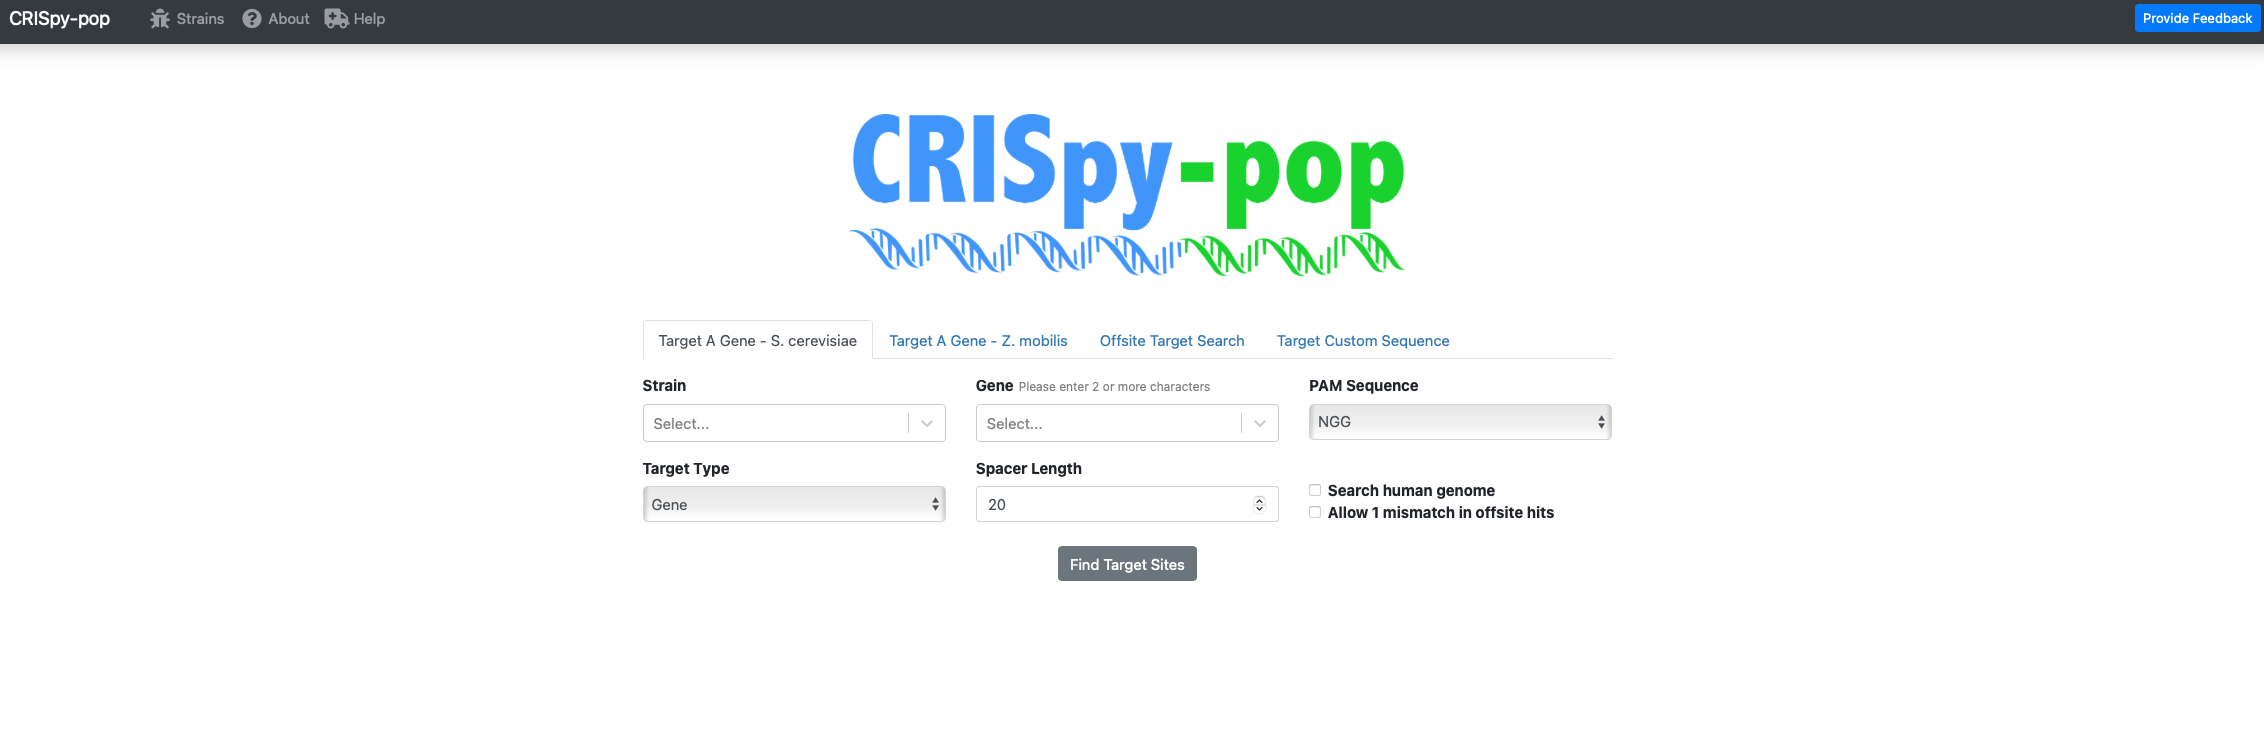 CRISpy-pop Strains About Help Provide Feedback
CRISpy-pop
Target A Gene - S. cerevisiae Target A Gene - Z. mobilis Offsite Target Search Target Custom Sequence
Strain Gene Please enter 2 or more characters PAM Sequence
Select... Select... NGG
Target Type Spacer Length
Gene 20
Search human genome
Allow 1 mismatch in offsite hits
Find Target Sites